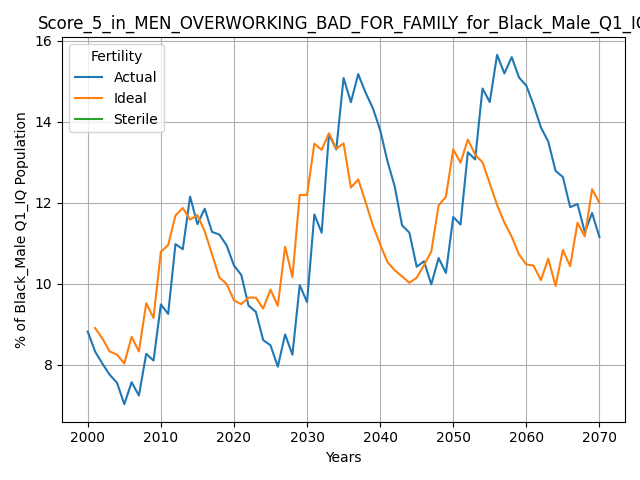 Score_5_in_MEN_OVERWORKING_BAD_FOR_FAMILY_for_Black_Male_Q1_IQ
Fertility
Actual
Ideal
Sterile
% of Black_Male Q1_IQ Population
16
14
12
10
8
2000 2010 2020 2030 2040 2050 2060 2070
Years